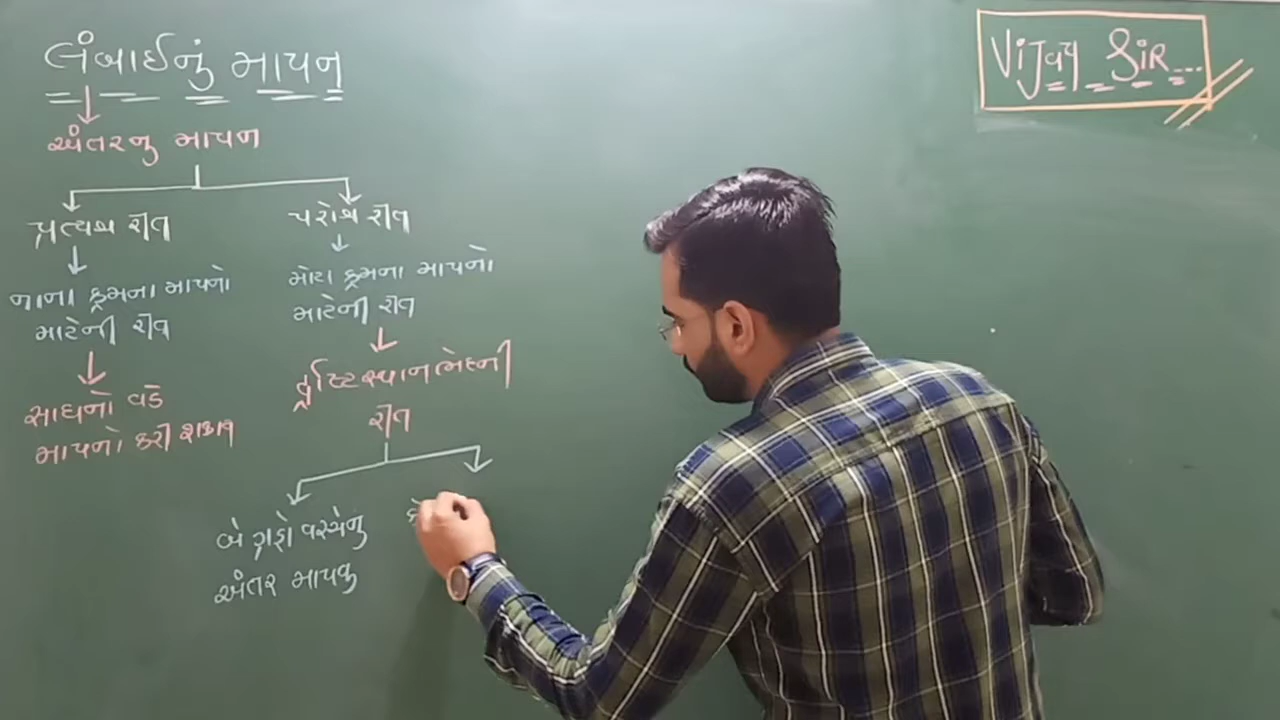 લંબાઈનું માપન
અંતરનુ માપન
પ્રત્યક્ષ રીત
નાના ક્રમના માપનો
માટેની રીત
સાધનો વડે
માપનો કરી શકાય
પરોક્ષ રીત
મોટા ક્રમના માપનો
માટેની રીત
દ્રષ્ટિસ્થાનભેદની
રીત
બે ગ્રહો વચ્ચેનુ
અંતર માપવુ
VIJAY SIR...